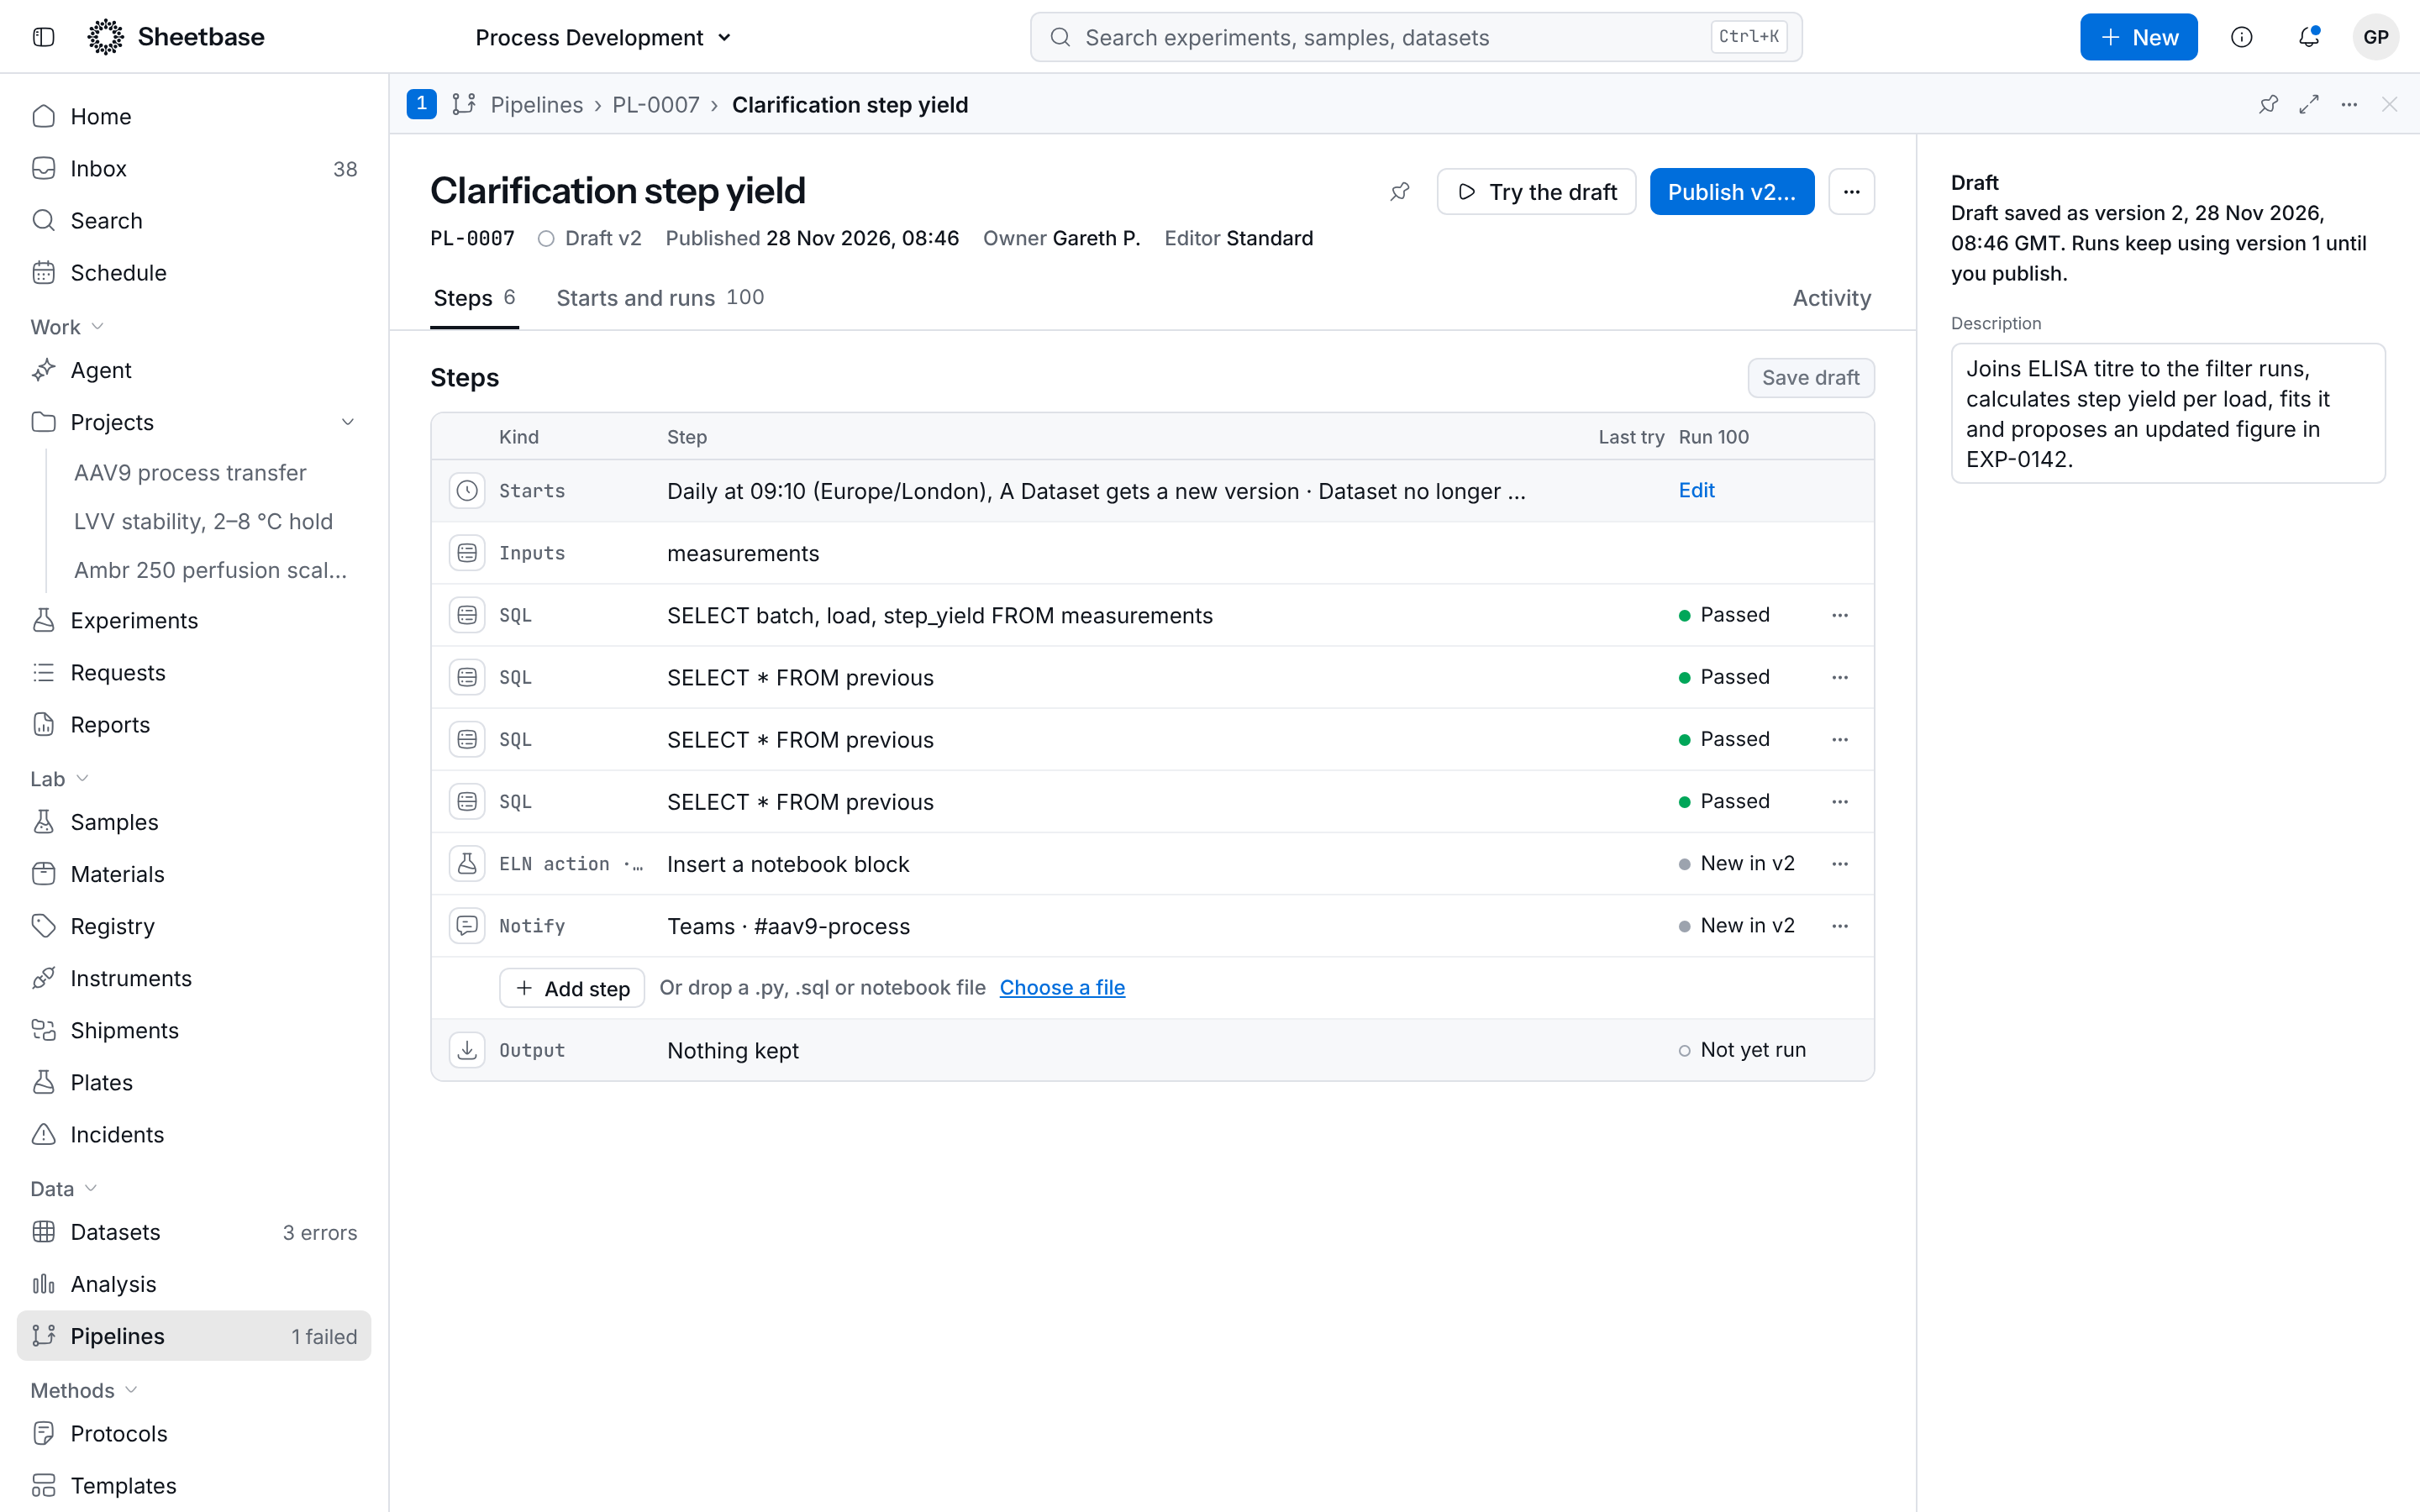 Sheetbase
Process Development
Search experiments, samples, datasets
Ctrl+K
New
GP
Home
Inbox 38
Search
Schedule
Work
Agent
Projects
AAV9 process transfer
LVV stability, 2–8 °C hold
Ambr 250 perfusion scal...
Experiments
Requests
Reports
Lab
Samples
Materials
Registry
Instruments
Shipments
Plates
Incidents
Data
Datasets 3 errors
Analysis
Pipelines 1 failed
Methods
Protocols
Templates
1 Pipelines › PL-0007 › Clarification step yield
Clarification step yield
Try the draft
Publish v2...
PL-0007 Draft v2 Published 28 Nov 2026, 08:46 Owner Gareth P. Editor Standard
Steps 6 Starts and runs 100 Activity
Steps
Save draft
Kind Step Last try Run 100
Starts Daily at 09:10 (Europe/London), A Dataset gets a new version · Dataset no longer ... Edit
Inputs measurements
SQL SELECT batch, load, step_yield FROM measurements Passed
SQL SELECT * FROM previous Passed
SQL SELECT * FROM previous Passed
SQL SELECT * FROM previous Passed
ELN action ·… Insert a notebook block New in v2
Notify Teams · #aav9-process New in v2
Add step Or drop a .py, .sql or notebook file Choose a file
Output Nothing kept Not yet run
Draft
Draft saved as version 2, 28 Nov 2026,
08:46 GMT. Runs keep using version 1 until
you publish.
Description
Joins ELISA titre to the filter runs,
calculates step yield per load, fits it
and proposes an updated figure in
EXP-0142.